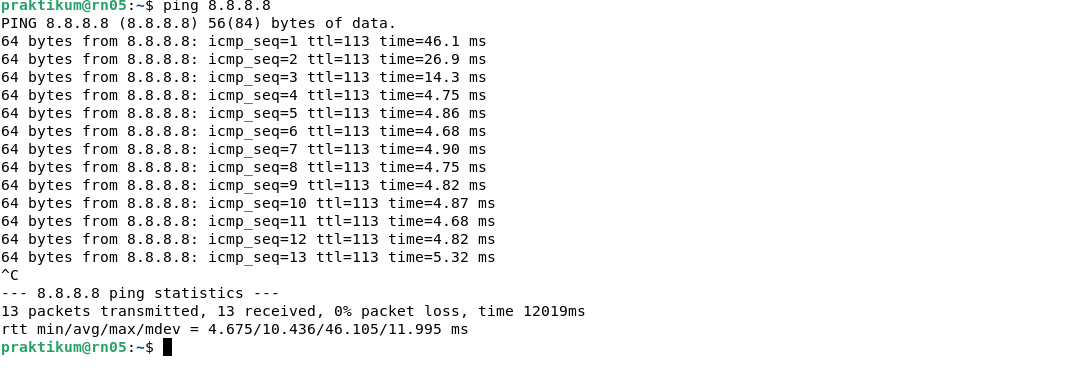 praktikum@rn05:~$ ping 8.8.8.8
PING 8.8.8.8 (8.8.8.8) 56(84) bytes of data.
64 bytes from 8.8.8.8: icmp_seq=1 ttl=113 time=46.1 ms
64 bytes from 8.8.8.8: icmp_seq=2 ttl=113 time=26.9 ms
64 bytes from 8.8.8.8: icmp_seq=3 ttl=113 time=14.3 ms
64 bytes from 8.8.8.8: icmp_seq=4 ttl=113 time=4.75 ms
64 bytes from 8.8.8.8: icmp_seq=5 ttl=113 time=4.86 ms
64 bytes from 8.8.8.8: icmp_seq=6 ttl=113 time=4.68 ms
64 bytes from 8.8.8.8: icmp_seq=7 ttl=113 time=4.90 ms
64 bytes from 8.8.8.8: icmp_seq=8 ttl=113 time=4.75 ms
64 bytes from 8.8.8.8: icmp_seq=9 ttl=113 time=4.82 ms
64 bytes from 8.8.8.8: icmp_seq=10 ttl=113 time=4.87 ms
64 bytes from 8.8.8.8: icmp_seq=11 ttl=113 time=4.68 ms
64 bytes from 8.8.8.8: icmp_seq=12 ttl=113 time=4.82 ms
64 bytes from 8.8.8.8: icmp_seq=13 ttl=113 time=5.32 ms
^C
--- 8.8.8.8 ping statistics ---
13 packets transmitted, 13 received, 0% packet loss, time 12019ms
rtt min/avg/max/mdev = 4.675/10.436/46.105/11.995 ms
praktikum@rn05:~$